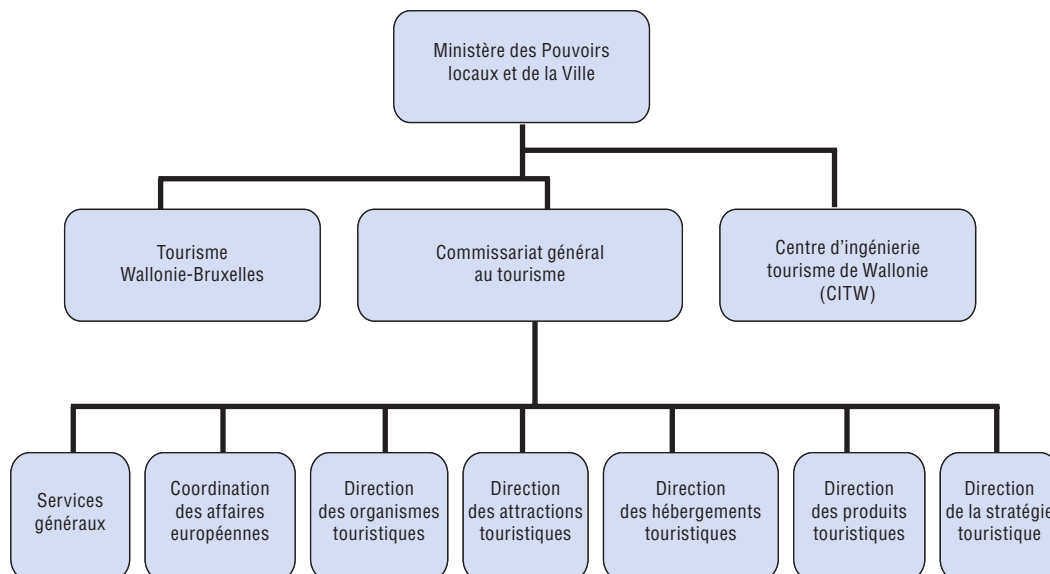 Ministère des Pouvoirs
locaux et de la Ville
Tourisme
Wallonie-Bruxelles
Commissariat général
au tourisme
Centre d'ingénierie
tourisme de Wallonie
(CITW)
Services
généraux
Coordination
des affaires
européennes
Direction
des organismes
touristiques
Direction
des attractions
touristiques
Direction
des hébergements
touristiques
Direction
des produits
touristiques
Direction
de la stratégie
touristique